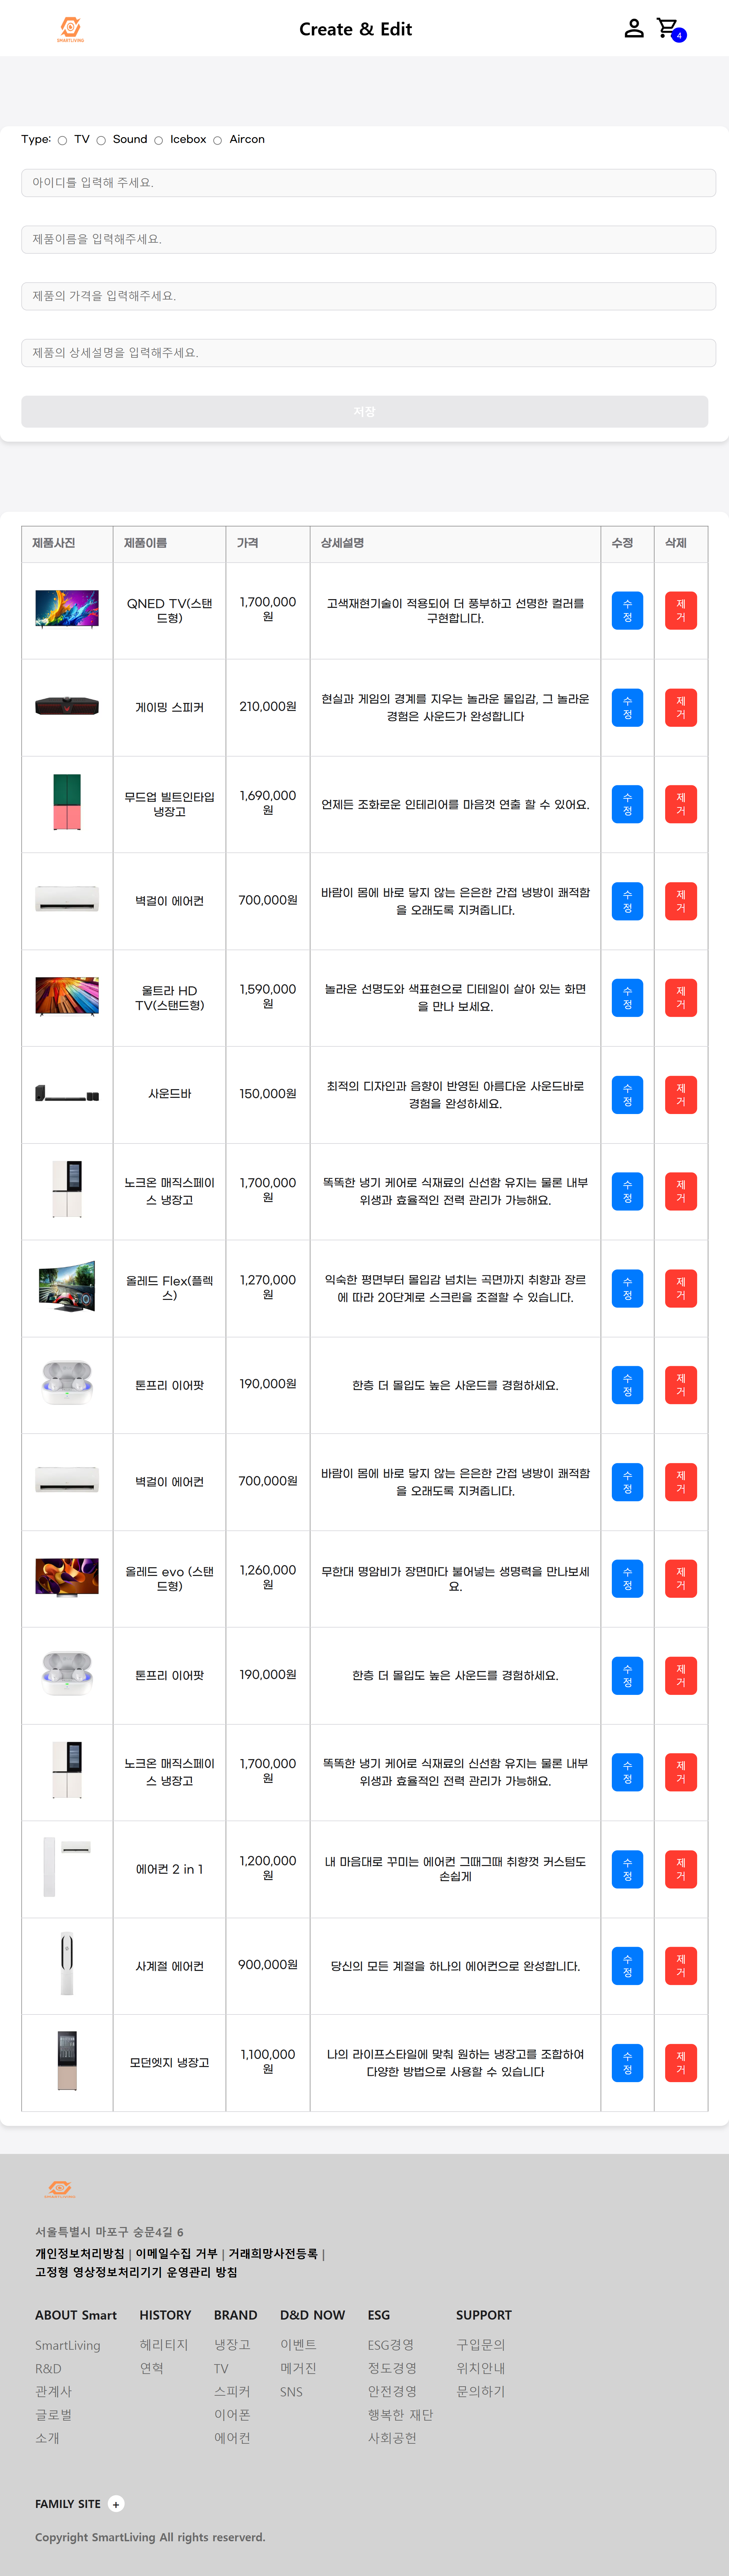 SMARTLIVING
Create & Edit
4
Type: TV Sound Icebox Aircon
아이디를 입력해 주세요.
제품이름을 입력해주세요.
제품의 가격을 입력해주세요.
제품의 상세설명을 입력해주세요.
저장
제품사진 제품이름 가격 상세설명 수정 삭제
QNED TV(스탠
드형)
1,700,000
원
고색재현기술이 적용되어 더 풍부하고 선명한 컬러를
구현합니다.
수
정
제
거
게이밍 스피커
210,000원
현실과 게임의 경계를 지우는 놀라운 몰입감, 그 놀라운
경험은 사운드가 완성합니다
수
정
제
거
무드업 빌트인타입
냉장고
1,690,000
원
언제든 조화로운 인테리어를 마음껏 연출 할 수 있어요.
수
정
제
거
벽걸이 에어컨
700,000원
바람이 몸에 바로 닿지 않는 은은한 간접 냉방이 쾌적함
을 오래도록 지켜줍니다.
수
정
제
거
울트라 HD
TV(스탠드형)
1,590,000
원
놀라운 선명도와 색표현으로 디테일이 살아 있는 화면
을 만나 보세요.
수
정
제
거
사운드바
150,000원
최적의 디자인과 음향이 반영된 아름다운 사운드바로
경험을 완성하세요.
수
정
제
거
노크온 매직스페이
스 냉장고
1,700,000
원
똑똑한 냉기 케어로 식재료의 신선함 유지는 물론 내부
위생과 효율적인 전력 관리가 가능해요.
수
정
제
거
올레드 Flex(플렉
스)
1,270,000
원
익숙한 평면부터 몰입감 넘치는 곡면까지 취향과 장르
에 따라 20단계로 스크린을 조절할 수 있습니다.
수
정
제
거
톤프리 이어팟
190,000원
한층 더 몰입도 높은 사운드를 경험하세요.
수
정
제
거
벽걸이 에어컨
700,000원
바람이 몸에 바로 닿지 않는 은은한 간접 냉방이 쾌적함
을 오래도록 지켜줍니다.
수
정
제
거
올레드 evo (스탠
드형)
1,260,000
원
무한대 명암비가 장면마다 불어넣는 생명력을 만나보세
요.
수
정
제
거
톤프리 이어팟
190,000원
한층 더 몰입도 높은 사운드를 경험하세요.
수
정
제
거
노크온 매직스페이
스 냉장고
1,700,000
원
똑똑한 냉기 케어로 식재료의 신선함 유지는 물론 내부
위생과 효율적인 전력 관리가 가능해요.
수
정
제
거
에어컨 2 in 1
1,200,000
원
내 마음대로 꾸미는 에어컨 그때그때 취향껏 커스텀도
손쉽게
수
정
제
거
사계절 에어컨
900,000원
당신의 모든 계절을 하나의 에어컨으로 완성합니다.
수
정
제
거
모던엣지 냉장고
1,100,000
원
나의 라이프스타일에 맞춰 원하는 냉장고를 조합하여
다양한 방법으로 사용할 수 있습니다
수
정
제
거
서울특별시 마포구 숭문4길 6
개인정보처리방침 | 이메일수집 거부 | 거래희망사전등록 |
고정형 영상정보처리기기 운영관리 방침
ABOUT Smart HISTORY BRAND D&D NOW ESG SUPPORT
SmartLiving 헤리티지 냉장고 이벤트 ESG경영 구입문의
R&D 연혁 TV 메거진 정도경영 위치안내
관계사 스피커 SNS 안전경영 문의하기
글로벌 이어폰 행복한 재단
소개 에어컨 사회공헌
FAMILY SITE +
Copyright SmartLiving All rights reserverd.